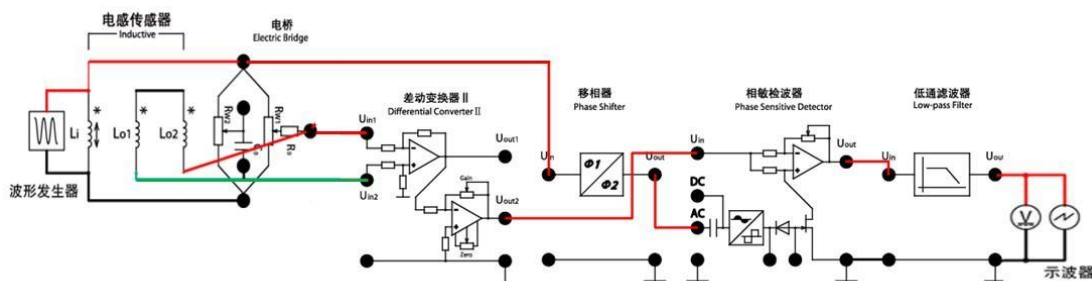 电感传感器
Inductive
电桥
Electric Bridge
差动变换器Ⅱ
Differential Converter Ⅱ
移相器
Phase Shifter
相敏检波器
Phase Sensitive Detector
低通滤波器
Low-pass Filter
*
*
*
Li
Lo1
Lo2
RW2
RW1
R₀
C₀
Uin1
Uin2
Uout1
Uout2
Gain
Zero
Uin
Φ1
Φ2
Uout
Uin
DC
AC
Uout
Uin
Uout
V
波形发生器
示波器